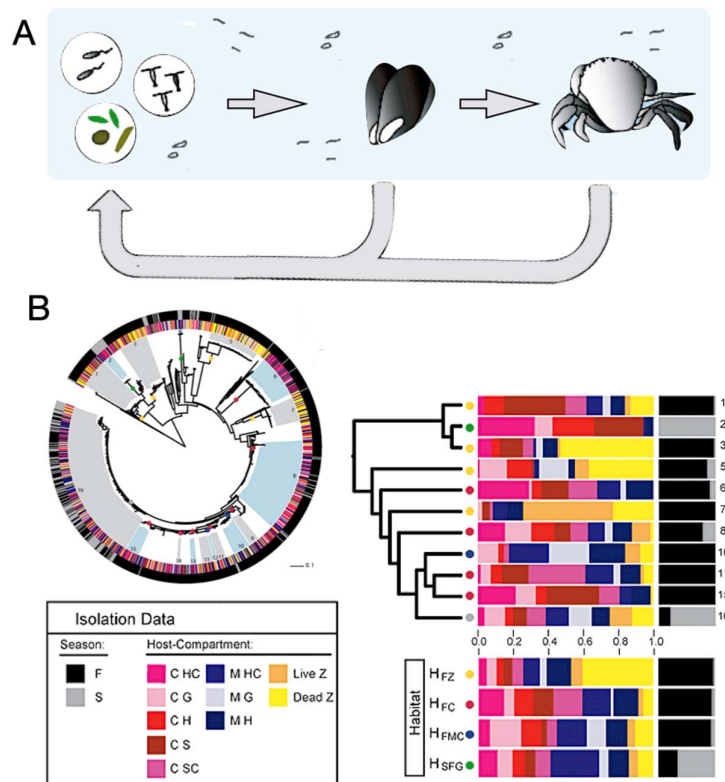 A
B
0.1
Isolation Data
Season:
Host-Compartment:
F
S
C HC
C G
C H
C S
C SC
M HC
M G
M H
Live Z
Dead Z
1
2
3
5
6
7
8
10
11
15
16
0.0 0.2 0.4 0.6 0.8 1.0
Habitat
HFZ
HFC
HFMC
HSFG